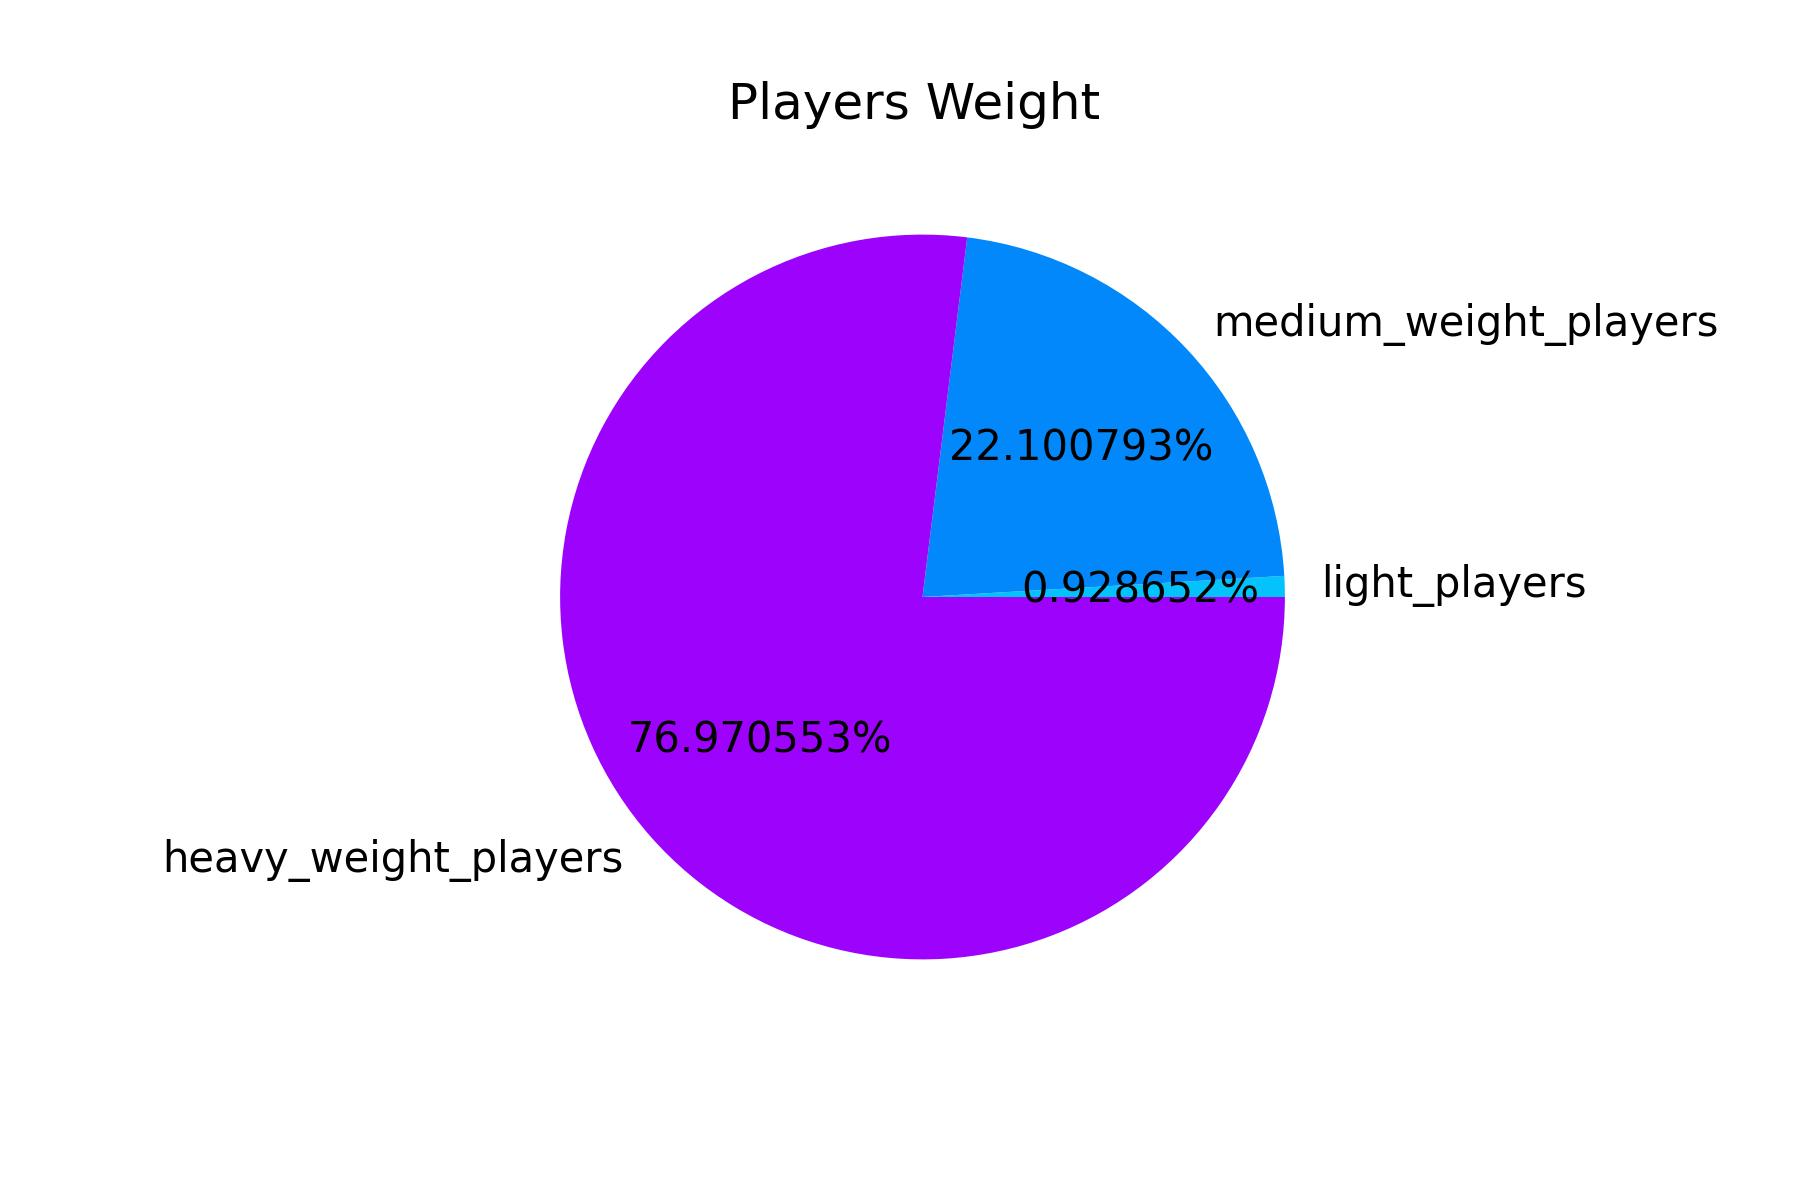 Players Weight
medium_weight_players
22.100793%
0.928652%
light_players
76.970553%
heavy_weight_players